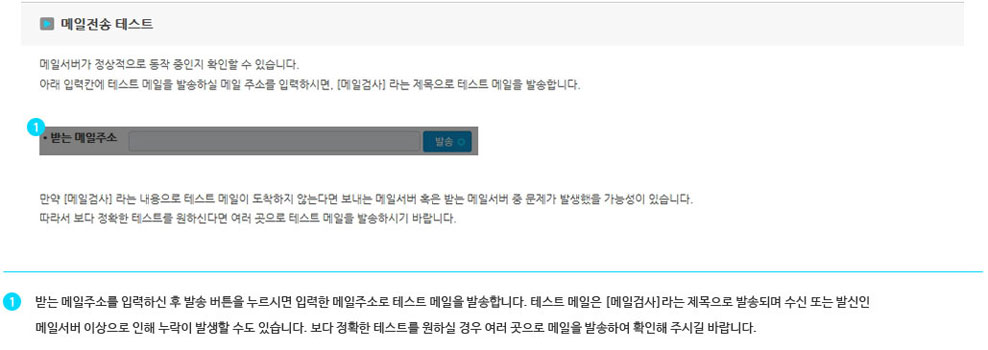 메일전송 테스트
메일서버가 정상적으로 동작 중인지 확인할 수 있습니다.
아래 입력칸에 테스트 메일을 발송하실 메일 주소를 입력하시면, [메일검사] 라는 제목으로 테스트 메일을 발송합니다.
1
• 받는 메일주소 발송
만약 [메일검사] 라는 내용으로 테스트 메일이 도착하지 않는다면 보내는 메일서버 혹은 받는 메일서버 중 문제가 발생했을 가능성이 있습니다.
따라서 보다 정확한 테스트를 원하신다면 여러 곳으로 테스트 메일을 발송하시기 바랍니다.
1 받는 메일주소를 입력하신 후 발송 버튼을 누르시면 입력한 메일주소로 테스트 메일을 발송합니다. 테스트 메일은 [메일검사]라는 제목으로 발송되며 수신 또는 발신인
메일서버 이상으로 인해 누락이 발생할 수도 있습니다. 보다 정확한 테스트를 원하실 경우 여러 곳으로 메일을 발송하여 확인해 주시길 바랍니다.